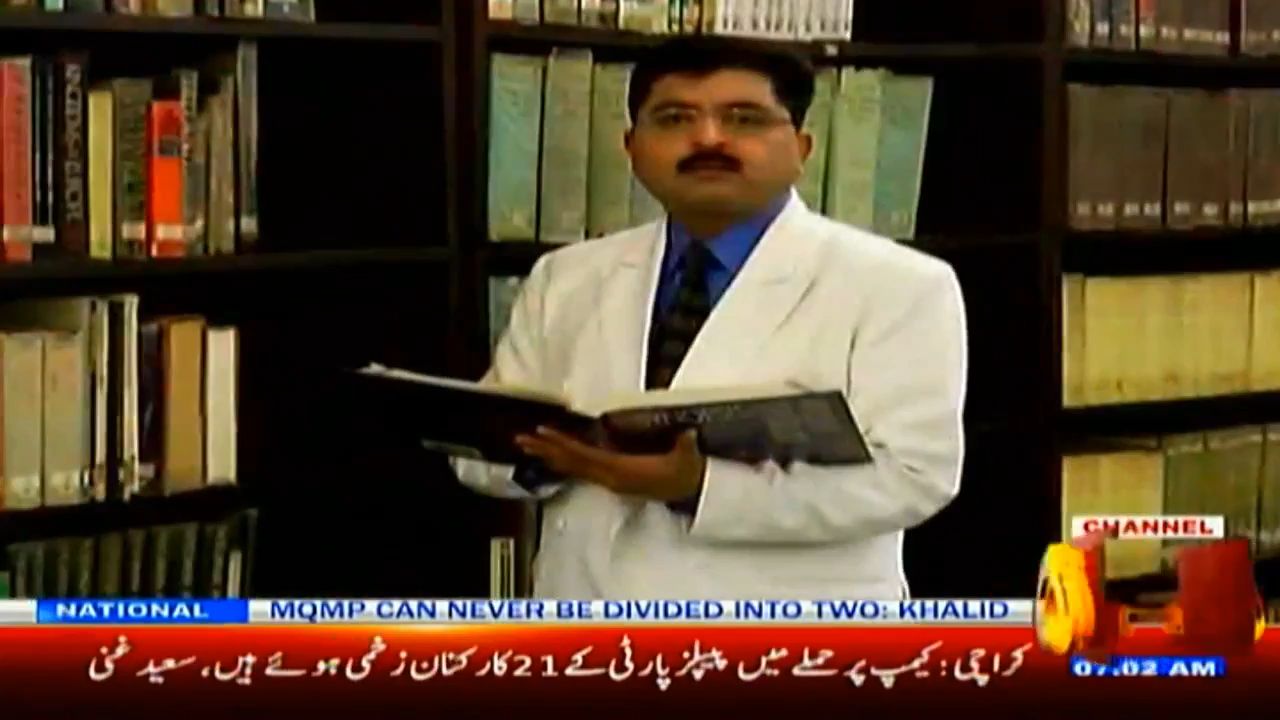 CHANNEL
NATIONAL MQMP CAN NEVER BE DIVIDED INTO TWO: KHALID
کراچی: کیمپ پر حملے میں پیپلز پارٹی کے 21 کارکنان زخمی ہوئے ہیں، سعید غنی
07.02 AM